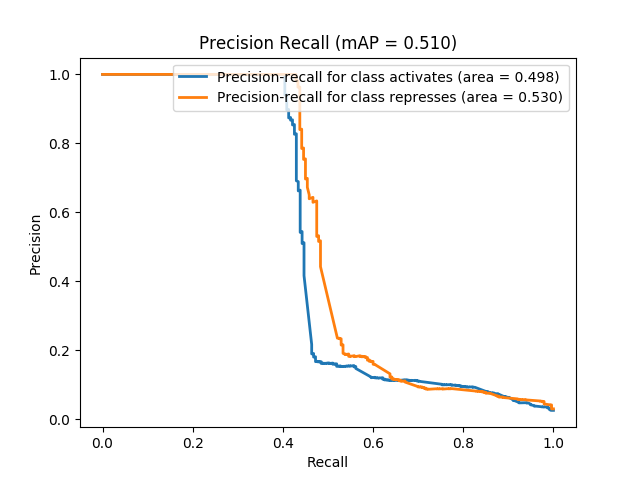 Precision Recall (mAP = 0.510)
1.0
Precision-recall for class activates (area = 0.498)
Precision-recall for class represses (area = 0.530)
0.8
0.6
0.4
0.2
0.0
Precision
0.0 0.2 0.4 0.6 0.8 1.0
Recall